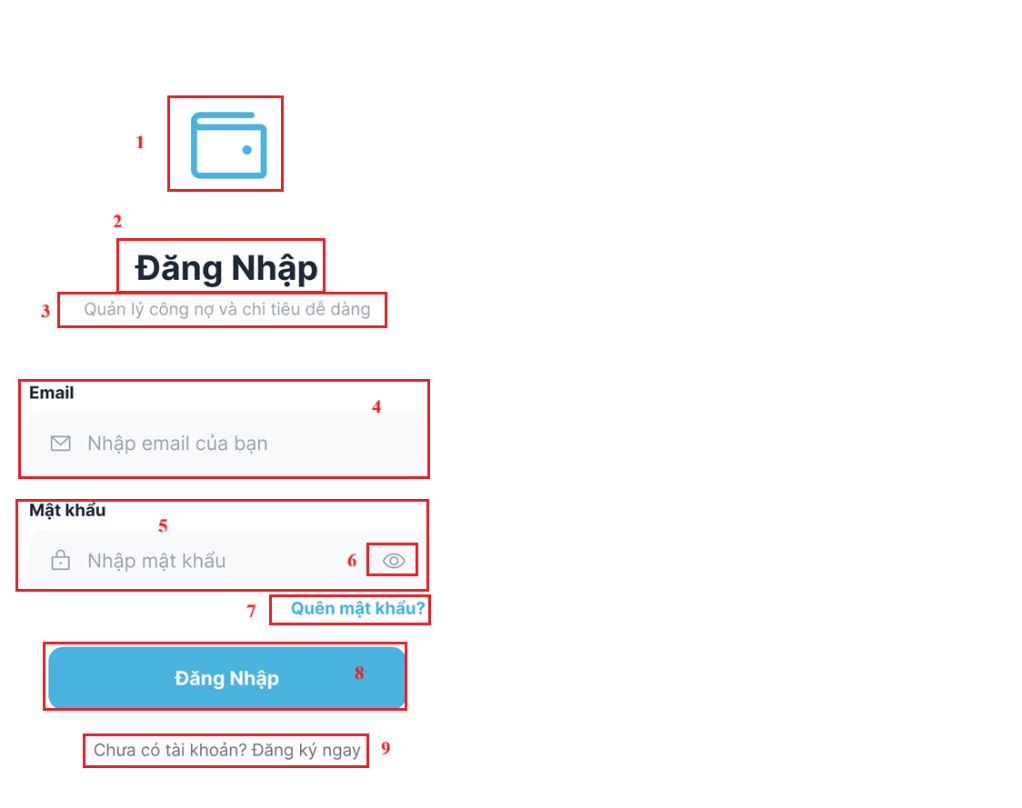 1
2
Đăng Nhập
3 Quản lý công nợ và chi tiêu dễ dàng
Email
4
Nhập email của bạn
Mật khẩu
5
Nhập mật khẩu 6
7 Quên mật khẩu?
Đăng Nhập 8
Chưa có tài khoản? Đăng ký ngay 9